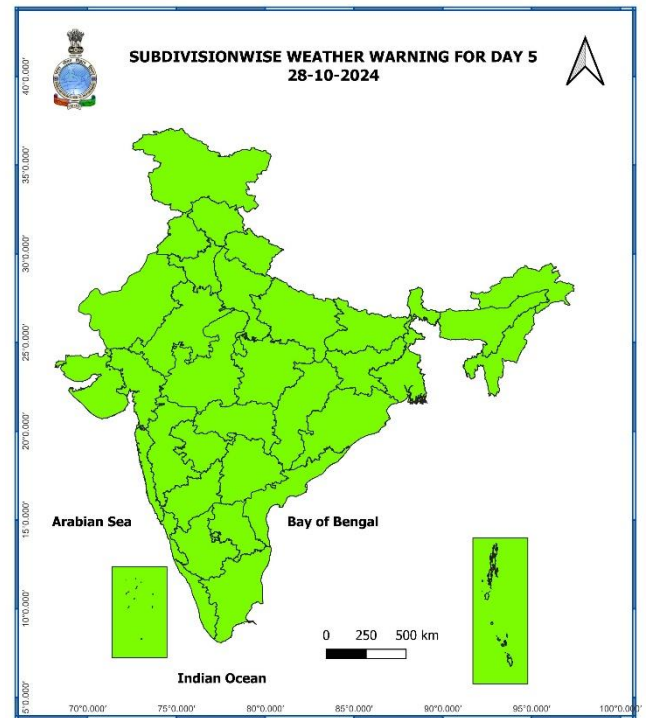 SUBDIVISIONWISE WEATHER WARNING FOR DAY 5
28-10-2024
40°0.000'
35°0.000'
30°0.000'
25°0.000'
20°0.000'
15°0.000'
10°0.000'
5°0.000'
Arabian Sea
Bay of Bengal
0 250 500 km
Indian Ocean
70°0.000' 75°0.000' 80°0.000' 85°0.000' 90°0.000' 95°0.000' 100°0.000'